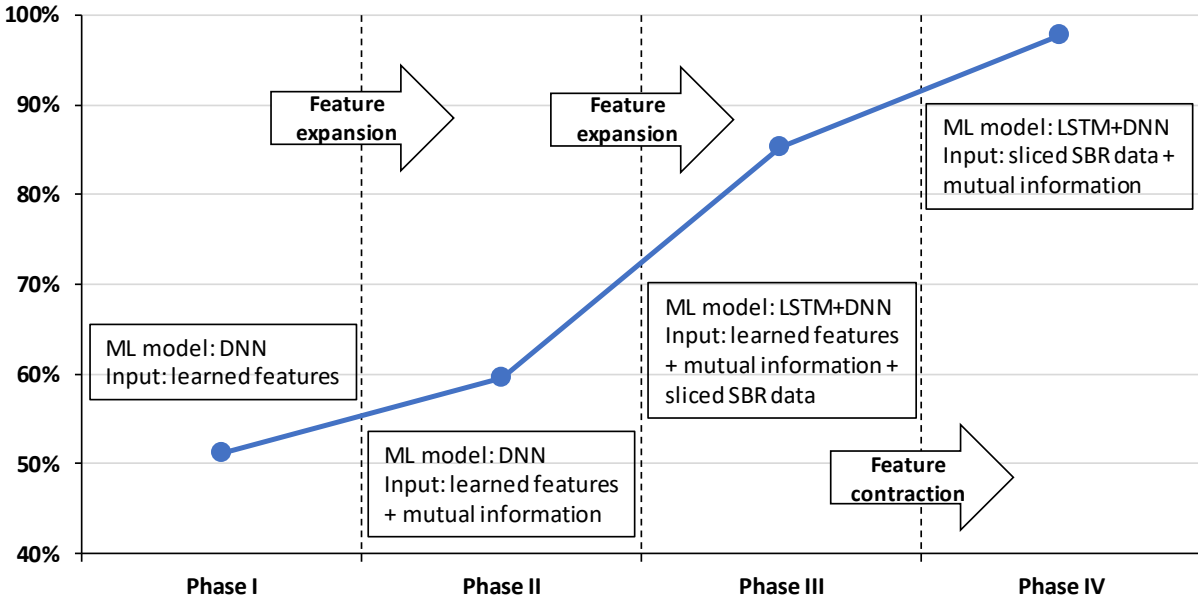 100%
90%
80%
70%
60%
50%
40%
Feature
expansion
Feature
expansion
ML model: LSTM+DNN
Input: sliced SBR data +
mutual information
ML model: DNN
Input: learned features
ML model: LSTM+DNN
Input: learned features
+ mutual information +
sliced SBR data
ML model: DNN
Input: learned features
+ mutual information
Feature
contraction
Phase I
Phase II
Phase III
Phase IV